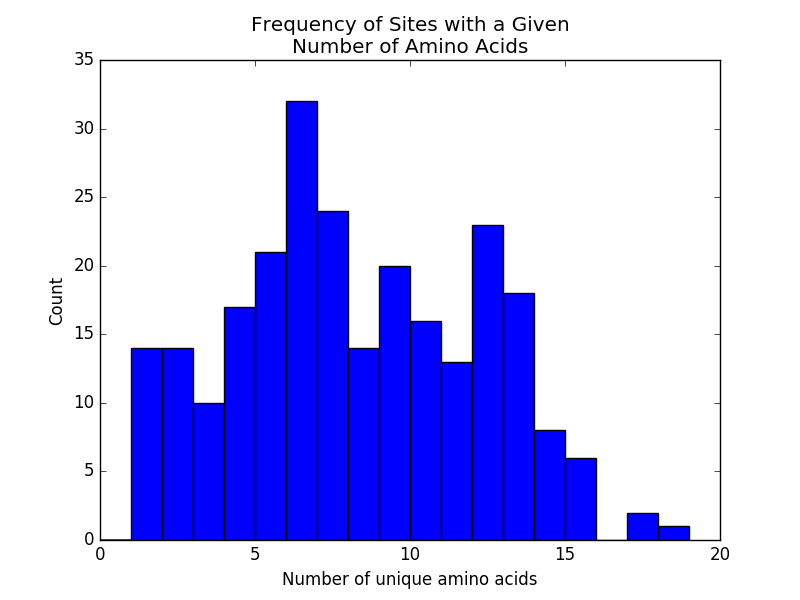 Frequency of Sites with a Given
Number of Amino Acids
35
30
25
20
15
10
5
0
Count
0 5 10 15 20
Number of unique amino acids